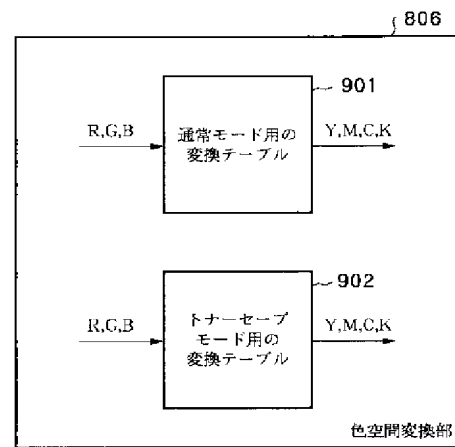 806
901
R,G,B
通常モード用の
変換テーブル
Y,M,C,K
902
R,G,B
トナーセーブ
モード用の
変換テーブル
Y,M,C,K
色空間変換部